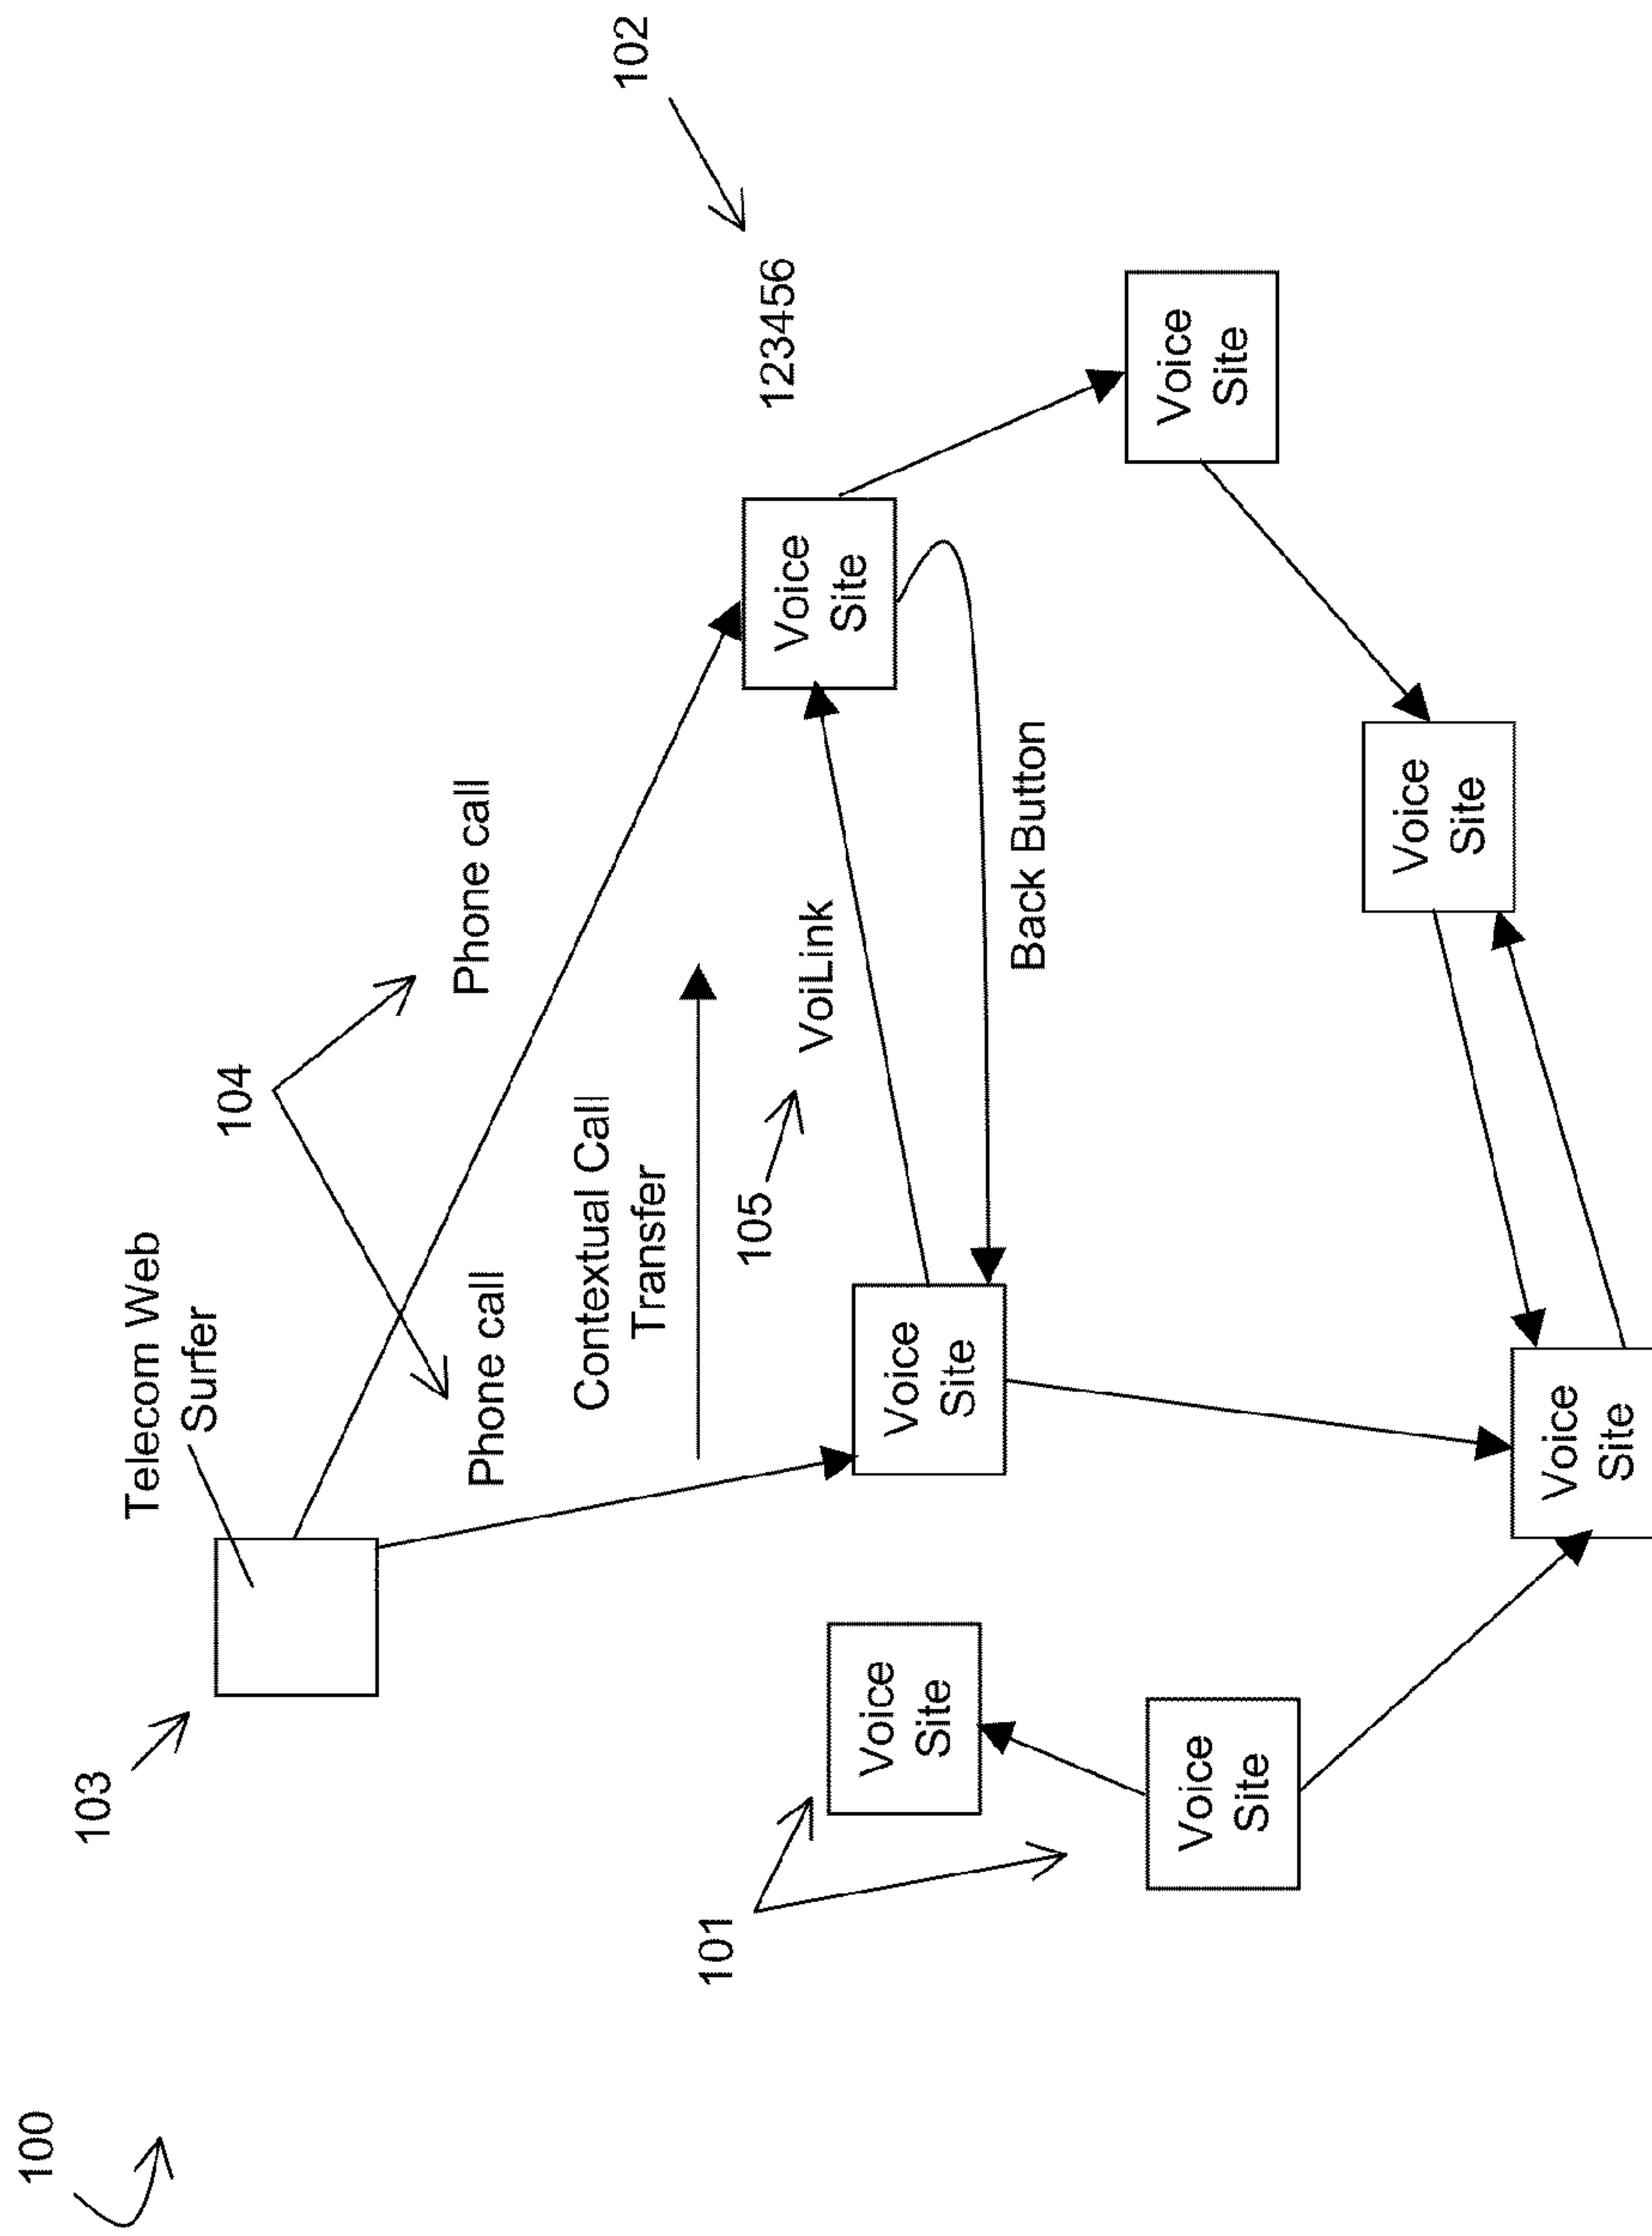 100
103
Telecom Web
Surfer
104
Phone call
Phone call
Contextual Call
Transfer
102
101
105
VoiLink
123456
Voice
Site
Voice
Site
Voice
Site
Back Button
Voice
Site
Voice
Site
Voice
Site
Voice
Site